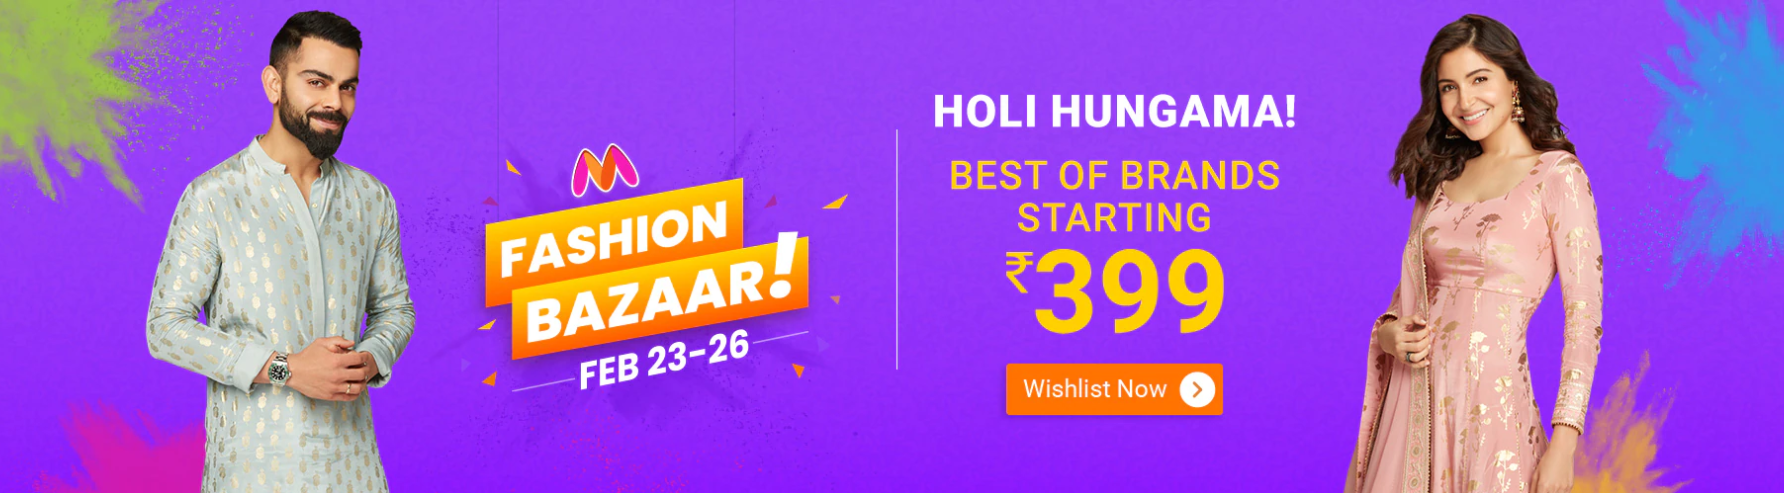 FASHION
BAZAAR!
FEB 23-26
HOLI HUNGAMA!
BEST OF BRANDS
STARTING
₹399
Wishlist Now